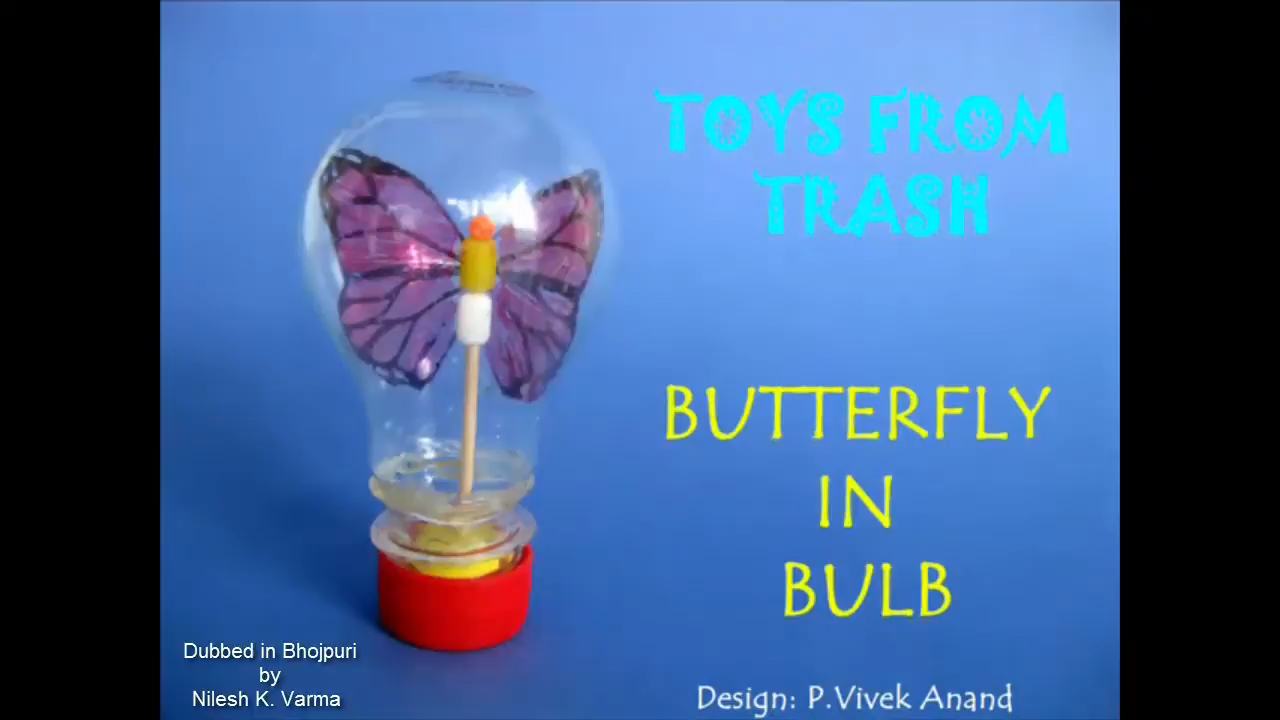 TOYS FROM
TRASH
BUTTERFLY
IN
BULB
Dubbed in Bhojpuri
by
Nilesh K. Varma
Design: P.Vivek Anand